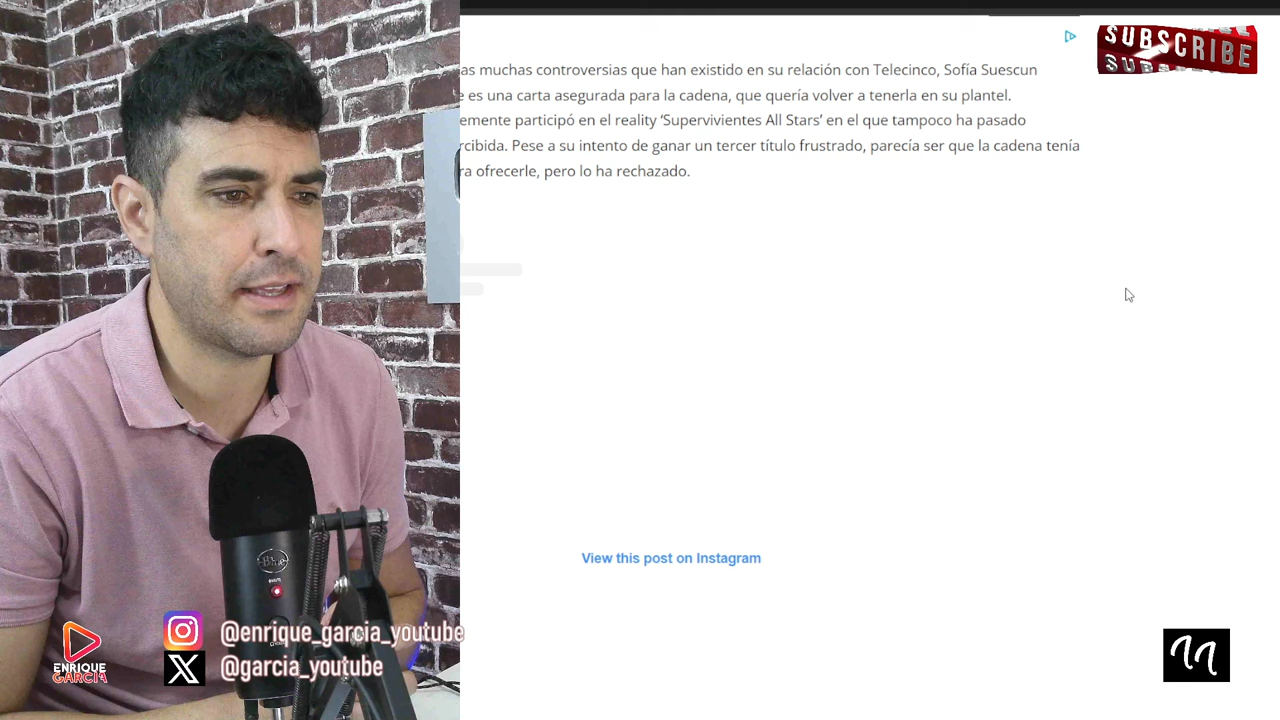 SUBSCRIBE
as muchas controversias que han existido en su relación con Telecinco, Sofía Suescun
e es una carta asegurada para la cadena, que quería volver a tenerla en su plantel.
emente participó en el reality ‘Supervivientes All Stars’ en el que tampoco ha pasado
rcibida. Pese a su intento de ganar un tercer título frustrado, parecía ser que la cadena tenía
ra ofrecerle, pero lo ha rechazado.
View this post on Instagram
Blue
@enrique_garcia_youtube
@garcia_youtube
ENRIQUE
GARCIA